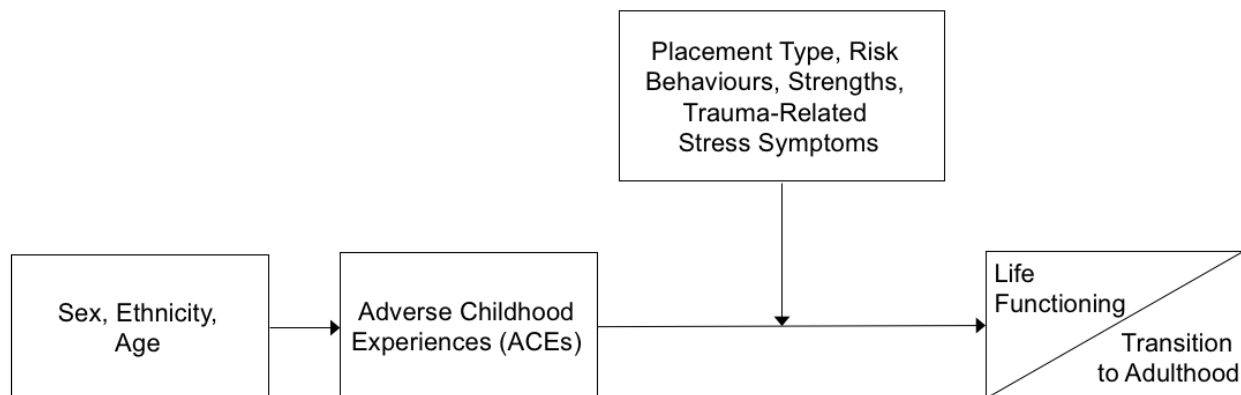 Placement Type, Risk
Behaviours, Strengths,
Trauma-Related
Stress Symptoms
Sex, Ethnicity,
Age
Adverse Childhood
Experiences (ACEs)
Life
Functioning
Transition
to Adulthood